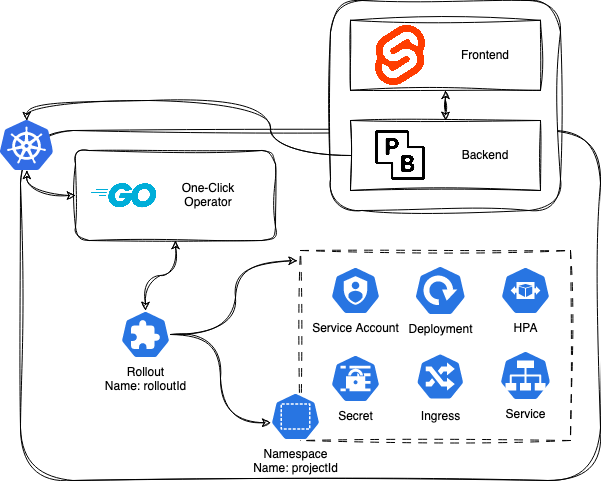 Frontend
P
B
Backend
GO
One-Click
Operator
Service Account
Deployment
HPA
Rollout
Name: rolloutId
Secret
Ingress
Service
Namespace
Name: projectId